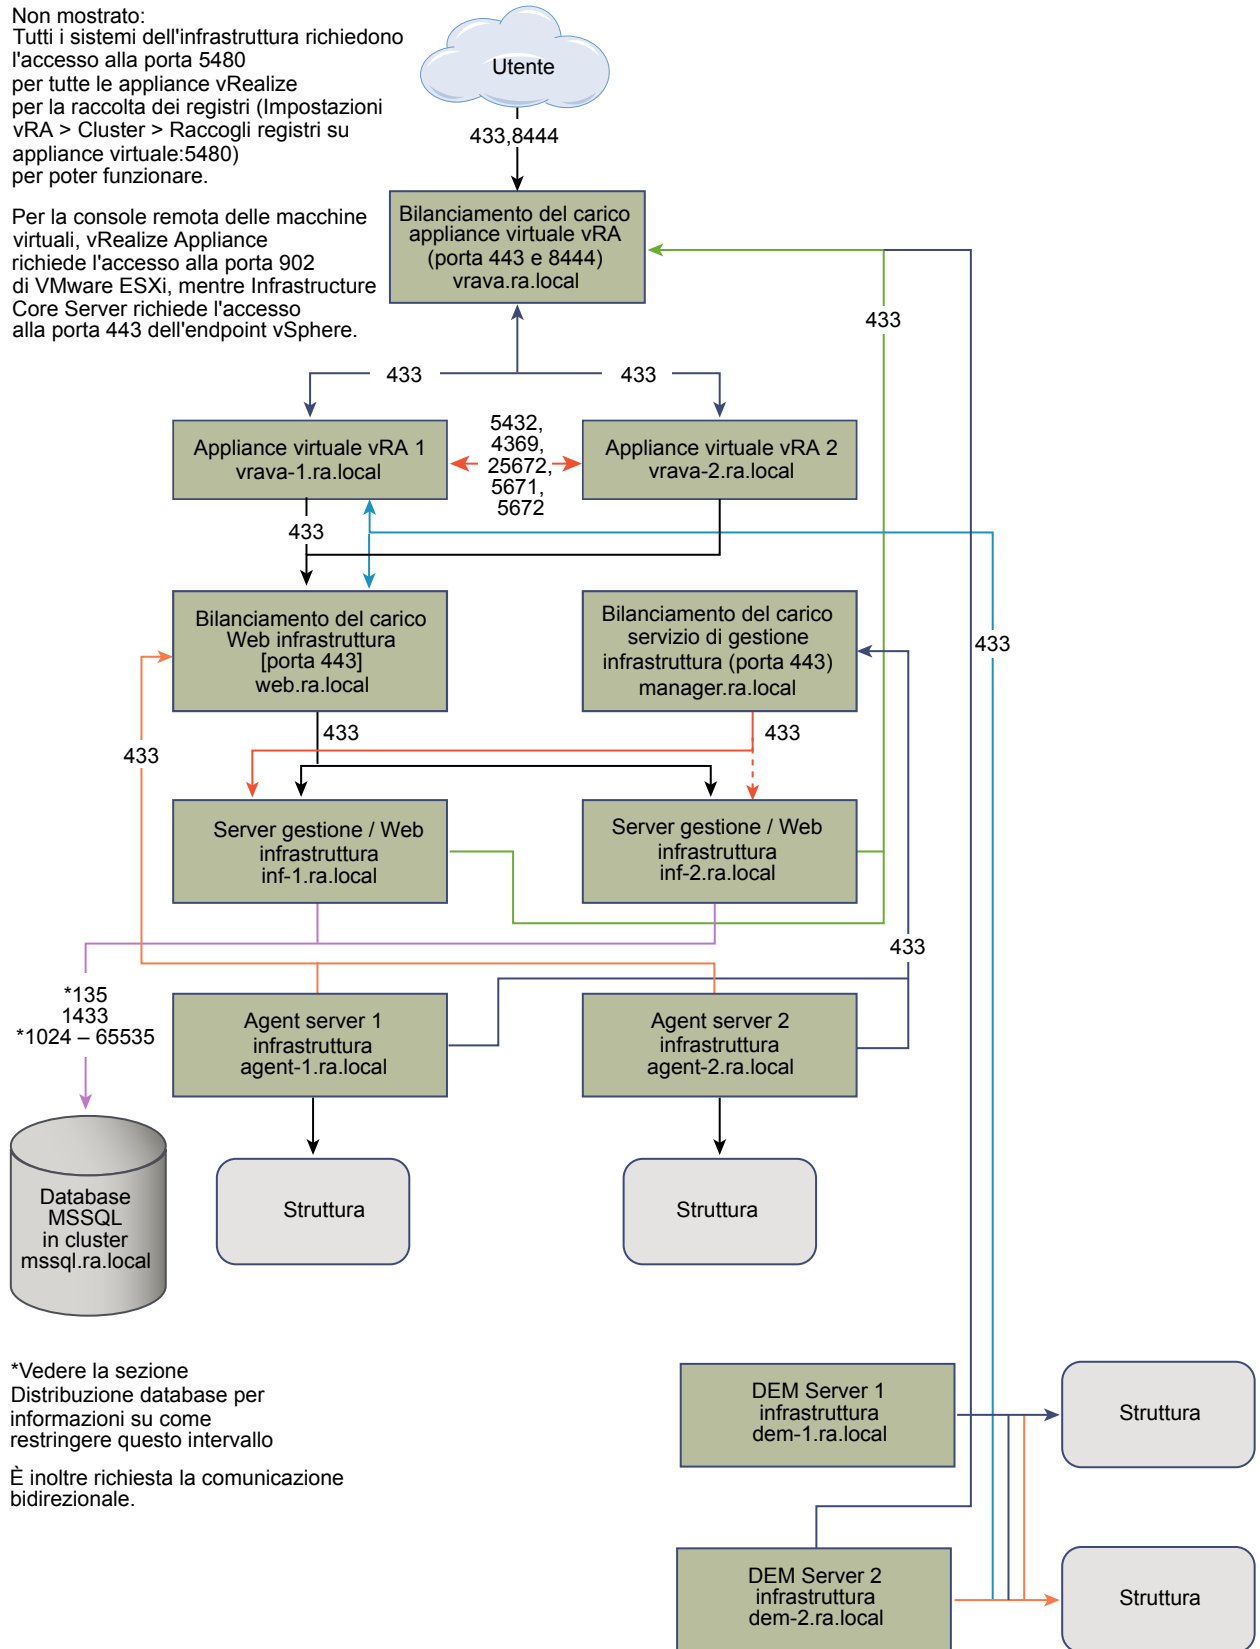 Non mostrato:
Tutti i sistemi dell'infrastruttura richiedono
l'accesso alla porta 5480
per tutte le appliance vRealize
per la raccolta dei registri (Impostazioni
vRA > Cluster > Raccogli registri su
appliance virtuale:5480)
per poter funzionare.
Per la console remota delle macchine
virtuali, vRealize Appliance
richiede l'accesso alla porta 902
di VMware ESXi, mentre Infrastructure
Core Server richiede l'accesso
alla porta 443 dell'endpoint vSphere.
Utente
433,8444
Bilanciamento del carico
appliance virtuale vRA
(porta 443 e 8444)
vrava.ra.local
433
433
433
Appliance virtuale vRA 1
vrava-1.ra.local
5432,
4369,
25672,
5671,
5672
Appliance virtuale vRA 2
vrava-2.ra.local
433
Bilanciamento del carico
Web infrastruttura
[porta 443]
web.ra.local
Bilanciamento del carico
servizio di gestione
infrastruttura (porta 443)
manager.ra.local
433
433
433
433
Server gestione / Web
infrastruttura
inf-1.ra.local
Server gestione / Web
infrastruttura
inf-2.ra.local
433
*135
1433
*1024 – 65535
Agent server 1
infrastruttura
agent-1.ra.local
Agent server 2
infrastruttura
agent-2.ra.local
Database
MSSQL
in cluster
mssql.ra.local
Struttura
Struttura
*Vedere la sezione
Distribuzione database per
informazioni su come
restringere questo intervallo
È inoltre richiesta la comunicazione
bidirezionale.
DEM Server 1
infrastruttura
dem-1.ra.local
Struttura
DEM Server 2
infrastruttura
dem-2.ra.local
Struttura